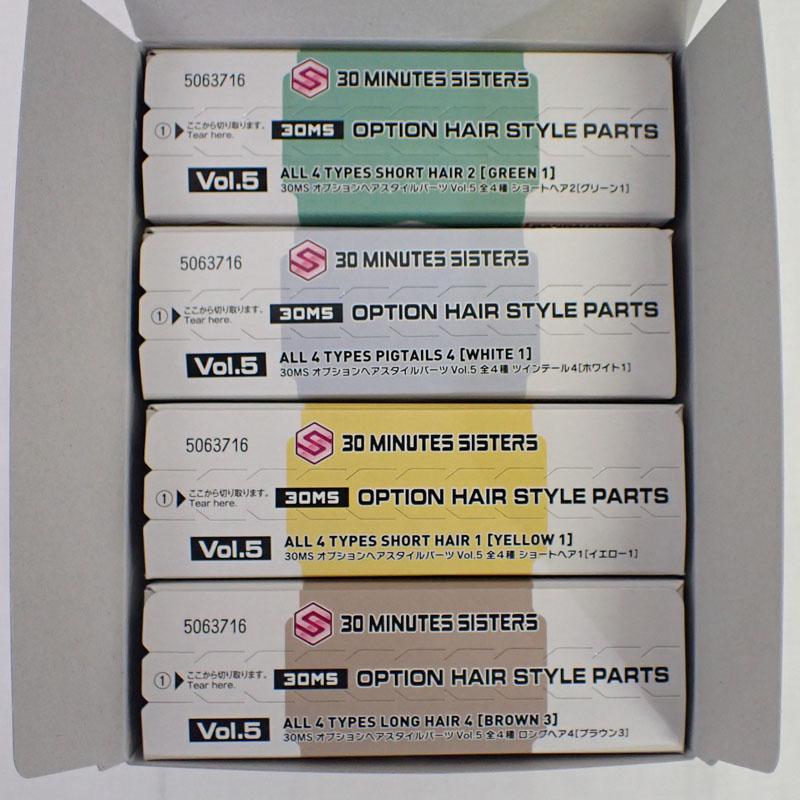 5063716 30 MINUTES SISTERS
① ここから切り取ります。
Tear here.
30MS OPTION HAIR STYLE PARTS
Vol.5 ALL 4 TYPES SHORT HAIR 2 [GREEN 1]
30MS オプションヘアスタイルパーツ Vol.5 全4種 ショートヘア2[グリーン1]
5063716 30 MINUTES SISTERS
① ここから切り取ります。
Tear here.
30MS OPTION HAIR STYLE PARTS
Vol.5 ALL 4 TYPES PIGTAILS 4 [WHITE 1]
30MS オプションヘアスタイルパーツ Vol.5 全4種 ツインテール4[ホワイト1]
5063716 30 MINUTES SISTERS
① ここから切り取ります。
Tear here.
30MS OPTION HAIR STYLE PARTS
Vol.5 ALL 4 TYPES SHORT HAIR 1 [YELLOW 1]
30MS オプションヘアスタイルパーツ Vol.5 全4種 ショートヘア1[イエロー1]
5063716 30 MINUTES SISTERS
① ここから切り取ります。
Tear here.
30MS OPTION HAIR STYLE PARTS
Vol.5 ALL 4 TYPES LONG HAIR 4 [BROWN 3]
30MS オプションヘアスタイルパーツ Vol.5 全4種 ロングヘア4[ブラウン3]